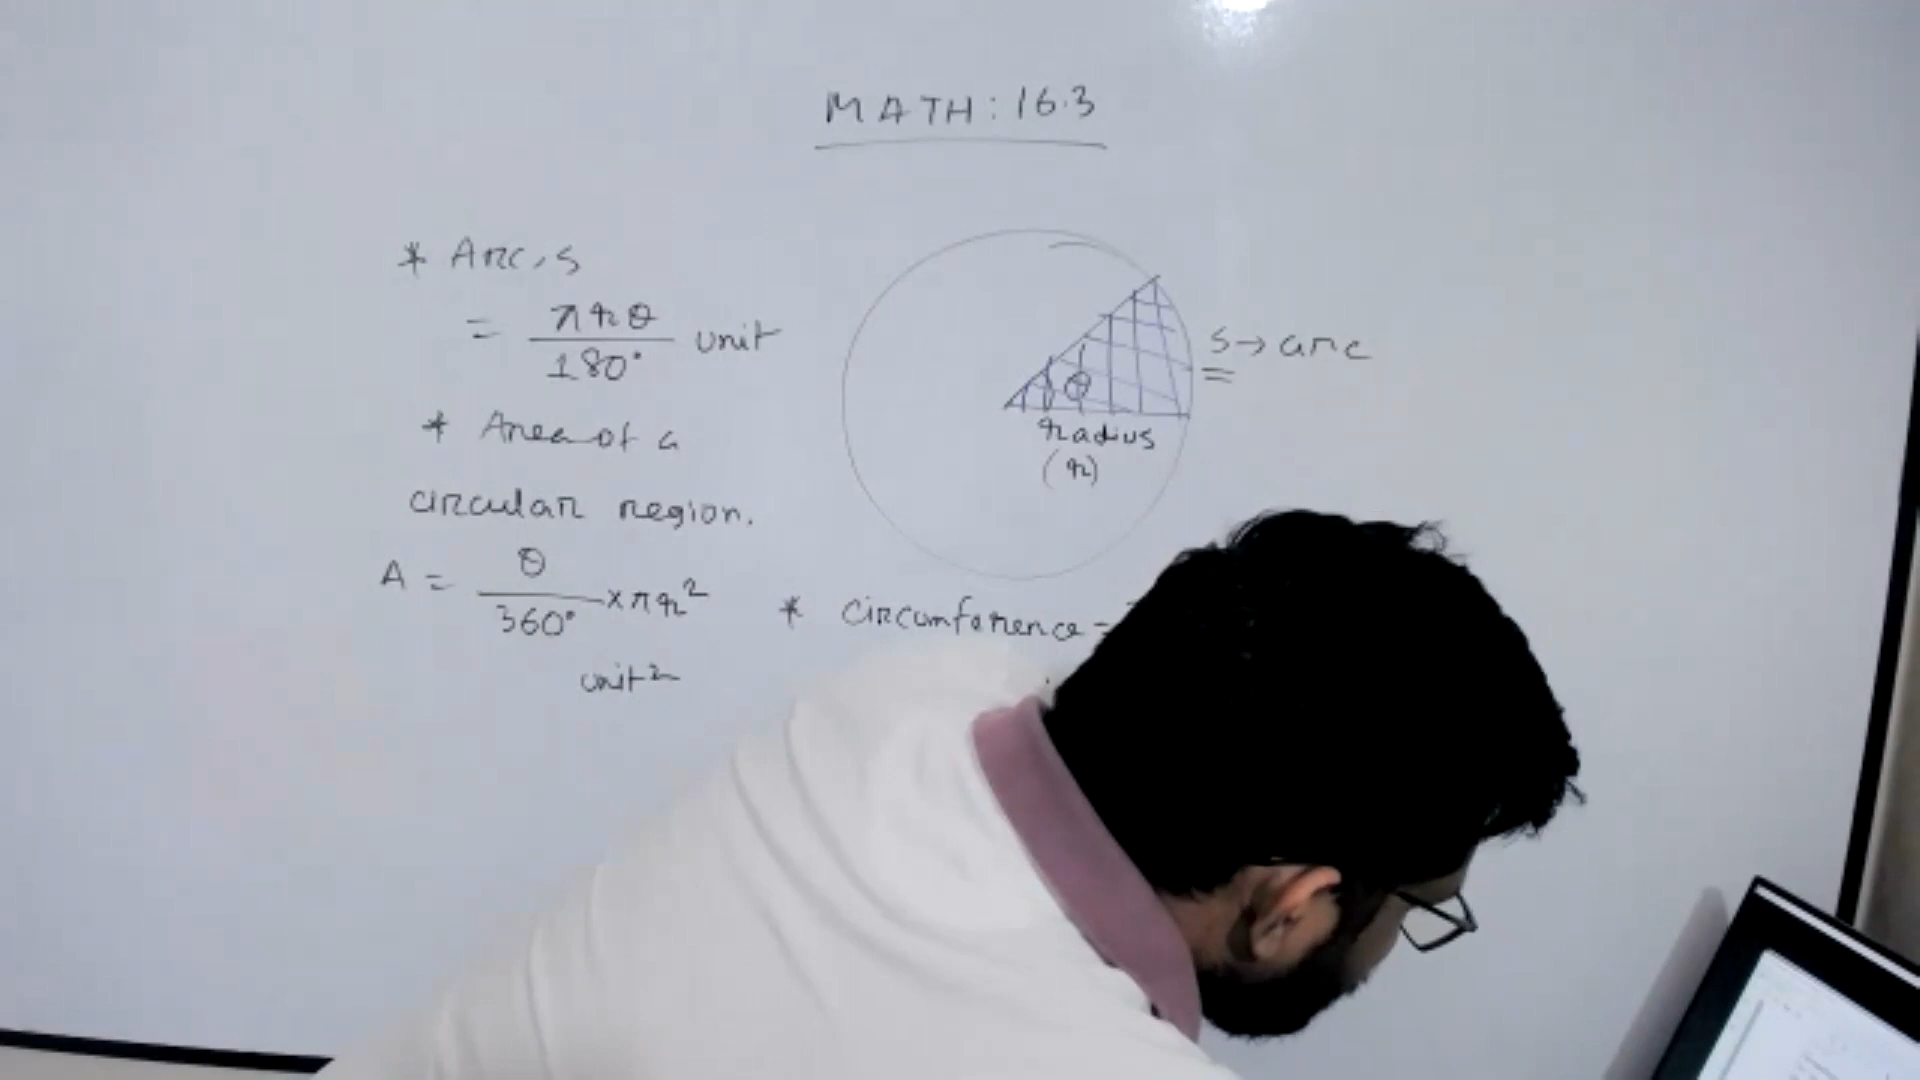 MATH: 16.3
* Arc, s
= πrθ / 180° unit
* Area of a
circular region.
A = θ / 360° × πr²
unit²
θ
radius
(r)
s → arc
* circumference =